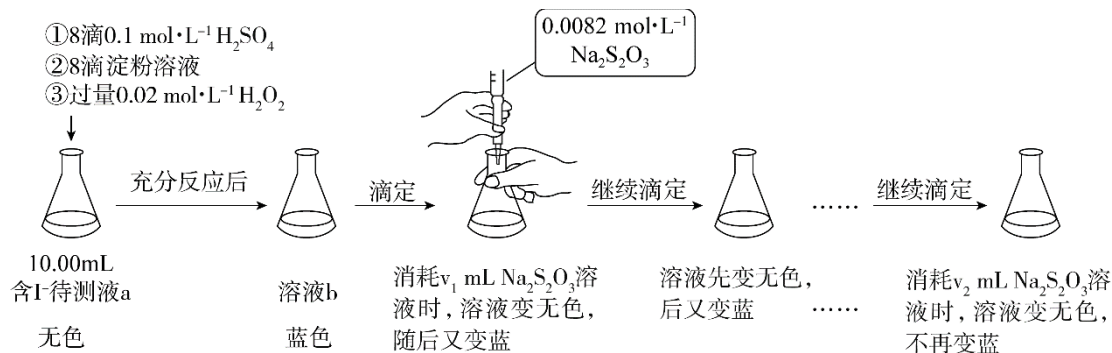 ①8滴0.1 mol·L⁻¹ H₂SO₄
②8滴淀粉溶液
③过量0.02 mol·L⁻¹ H₂O₂
0.0082 mol·L⁻¹
Na₂S₂O₃
充分反应后
滴定
继续滴定
……
继续滴定
10.00mL
含I⁻待测液a
无色
溶液b
蓝色
消耗v₁ mL Na₂S₂O₃溶
液时，溶液变无色，
随后又变蓝
溶液先变无色，
后又变蓝
……
消耗v₂ mL Na₂S₂O₃溶
液时，溶液变无色，
不再变蓝